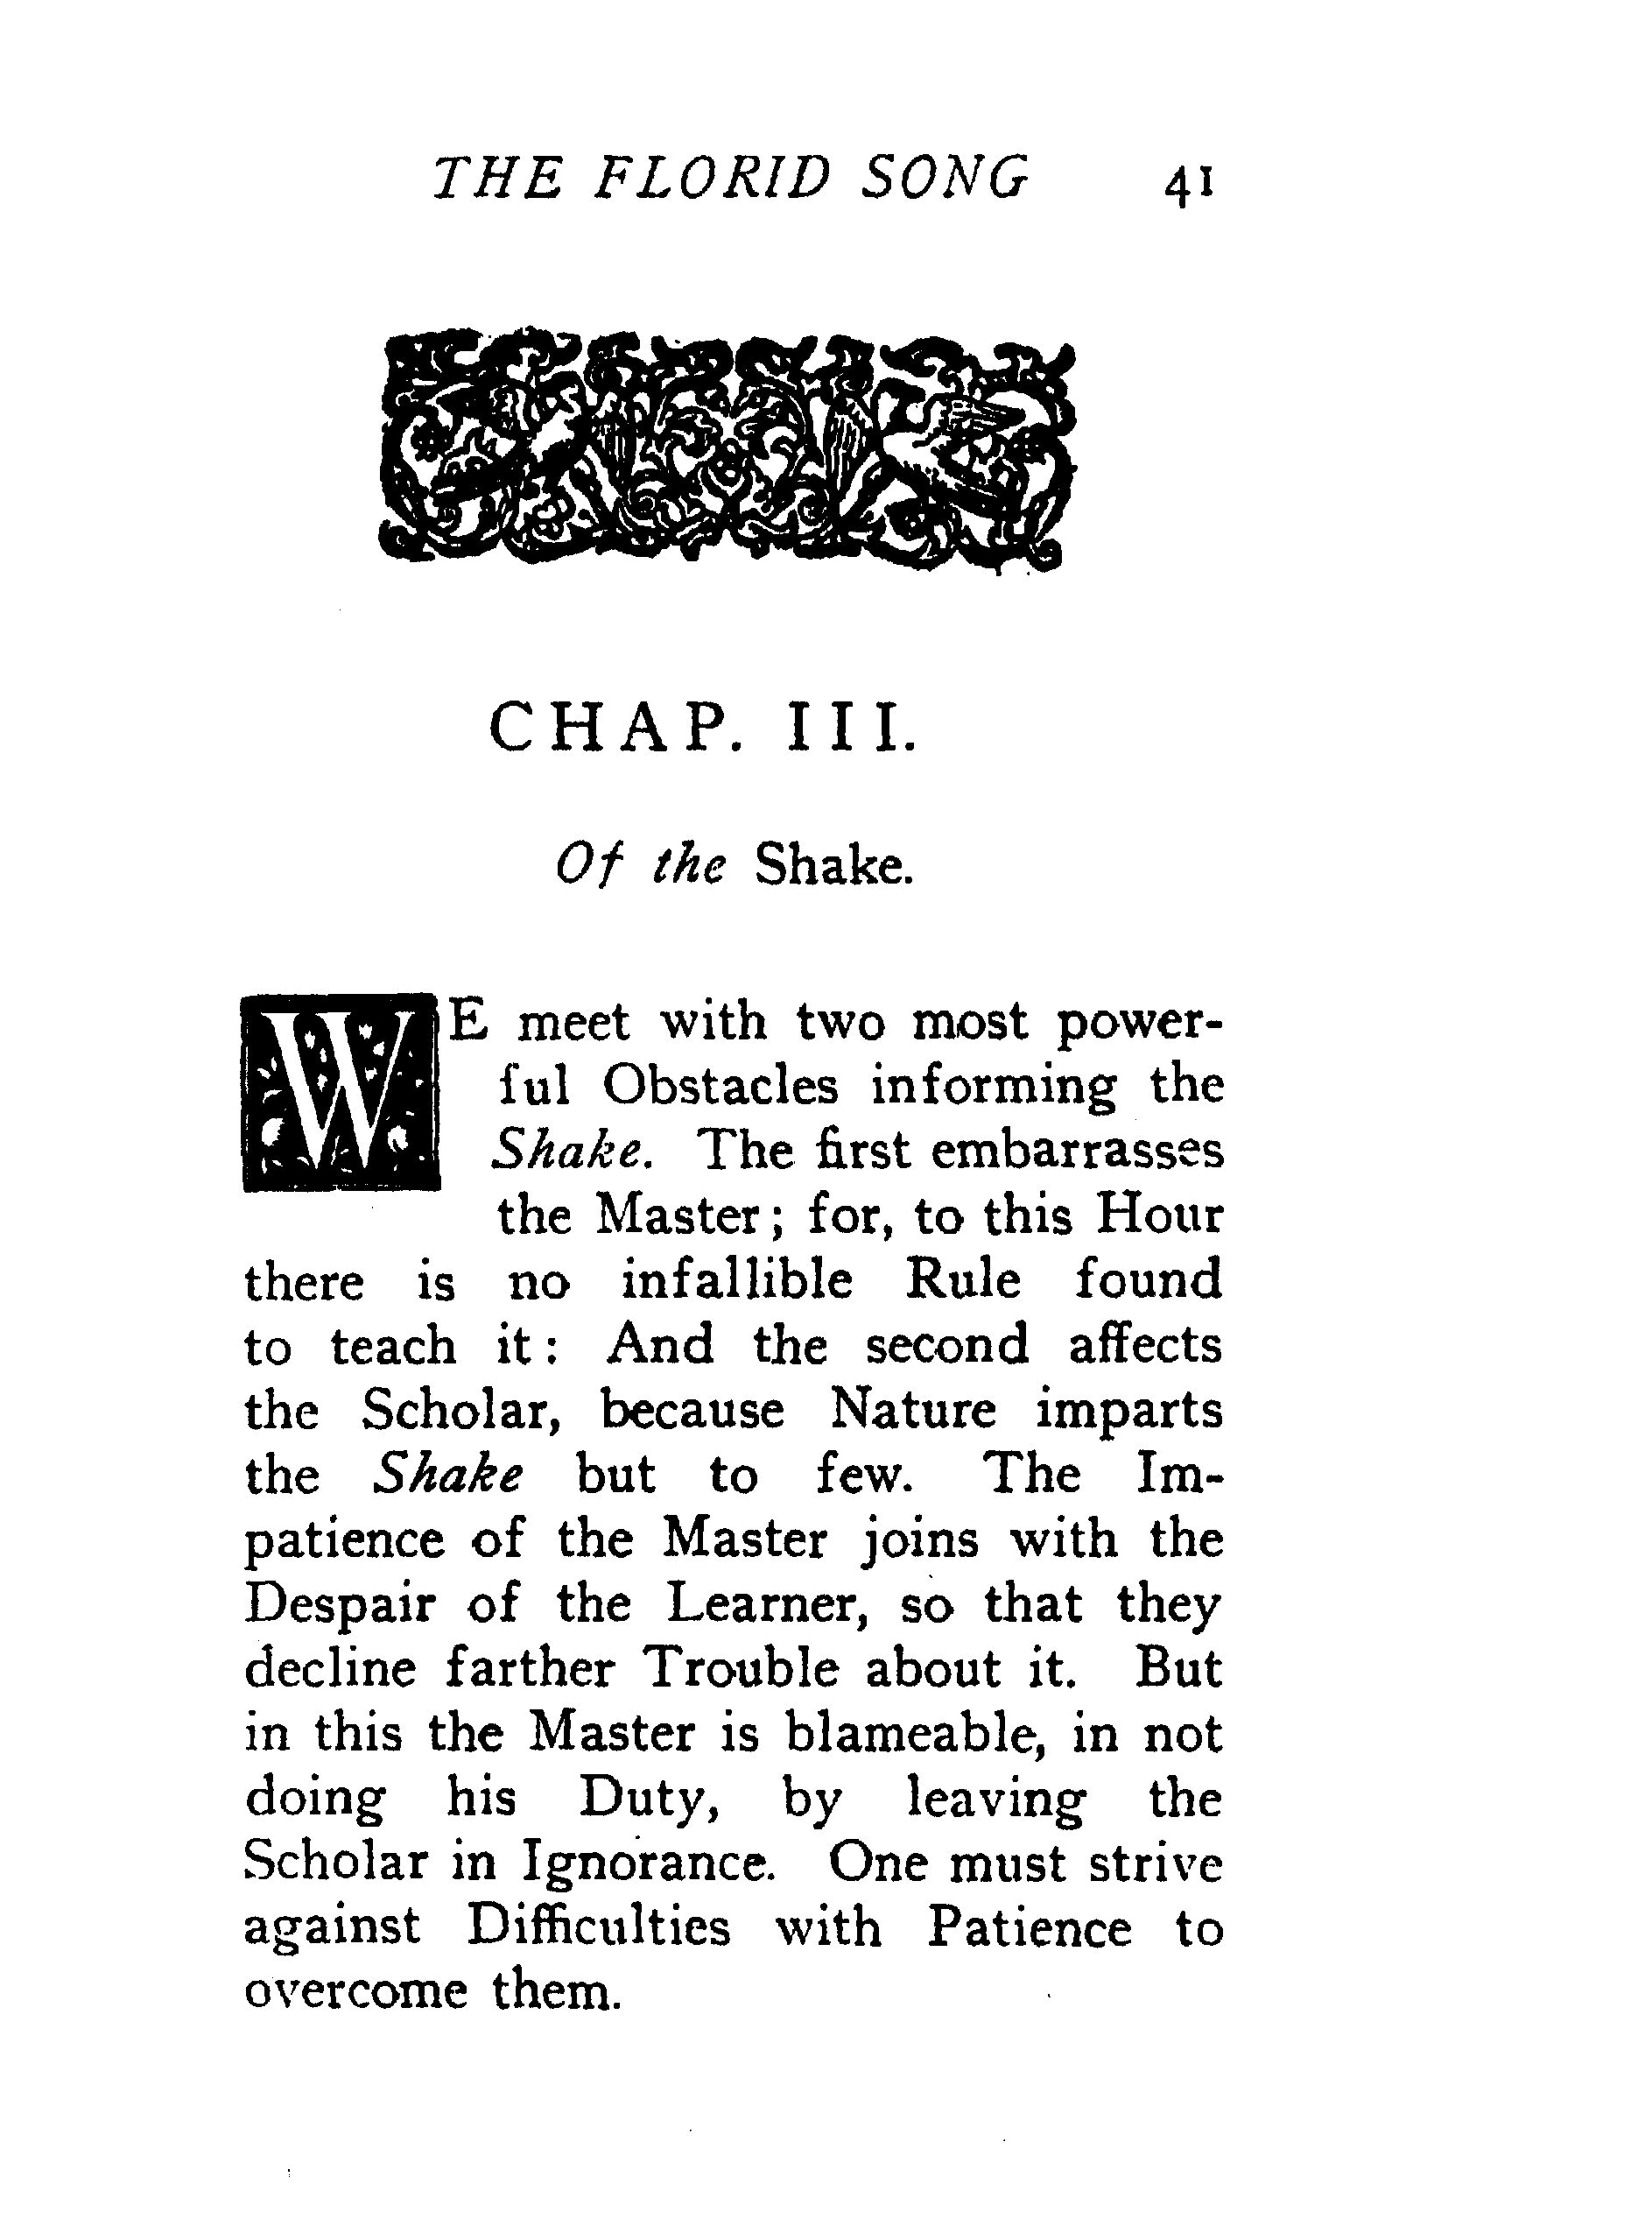 THE FLORID SONG 41
CHAP. III.
Of the Shake.
WE meet with two most power-
ful Obstacles informing the
Shake. The first embarrasses
the Master; for, to this Hour
there is no infallible Rule found
to teach it: And the second affects
the Scholar, because Nature imparts
the Shake but to few. The Im-
patience of the Master joins with the
Despair of the Learner, so that they
decline farther Trouble about it. But
in this the Master is blameable, in not
doing his Duty, by leaving the
Scholar in Ignorance. One must strive
against Difficulties with Patience to
overcome them.